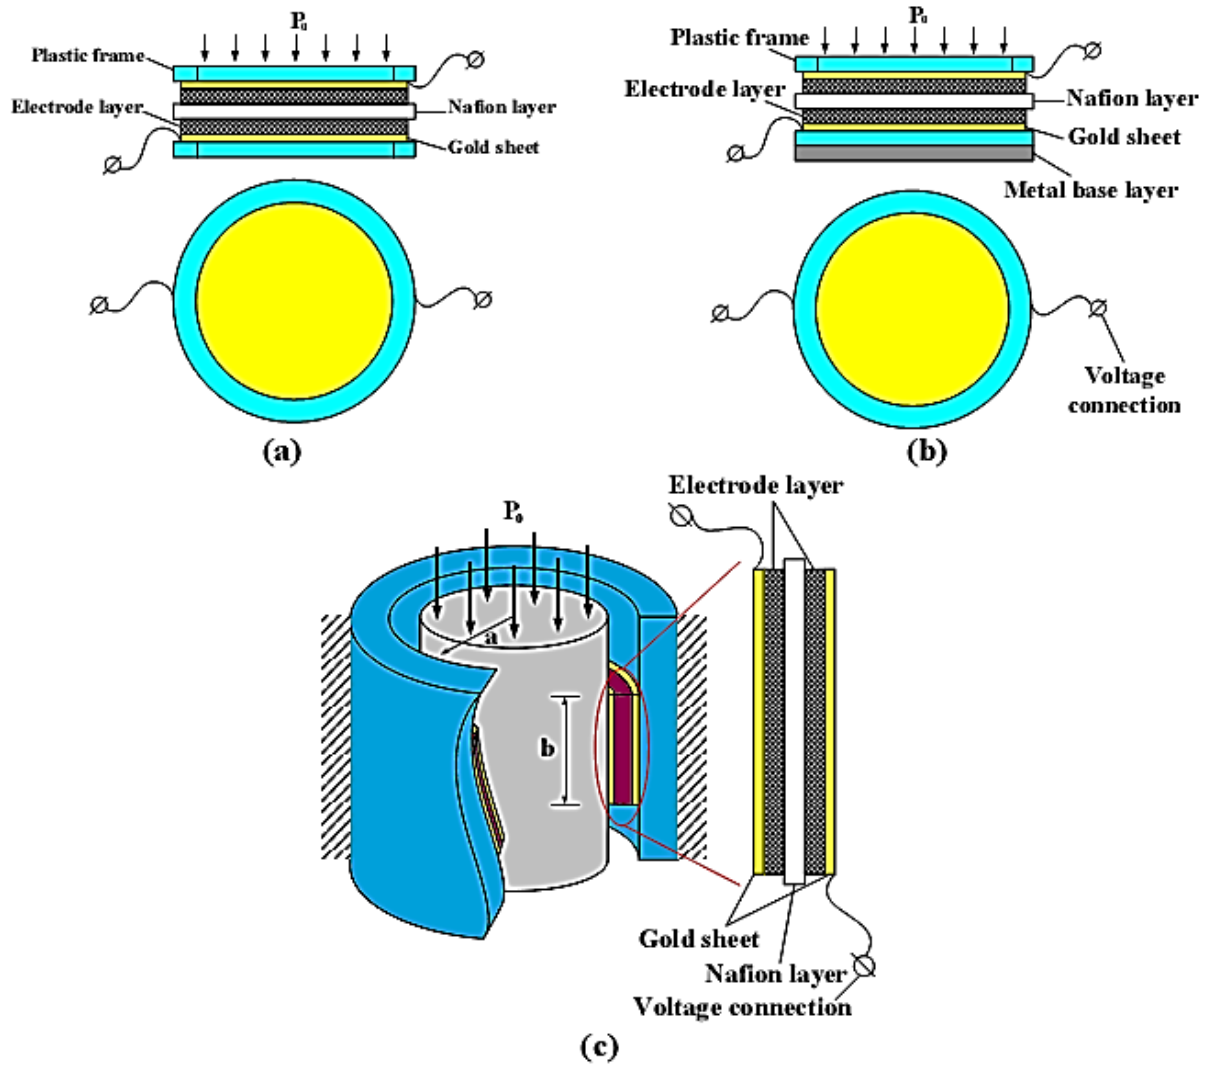 P₀
Plastic frame
Electrode layer
Nafion layer
Gold sheet
(a)
P₀
Plastic frame
Electrode layer
Nafion layer
Gold sheet
Metal base layer
Voltage
connection
(b)
Electrode layer
P₀
a
b
Gold sheet
Nafion layer
Voltage connection
(c)